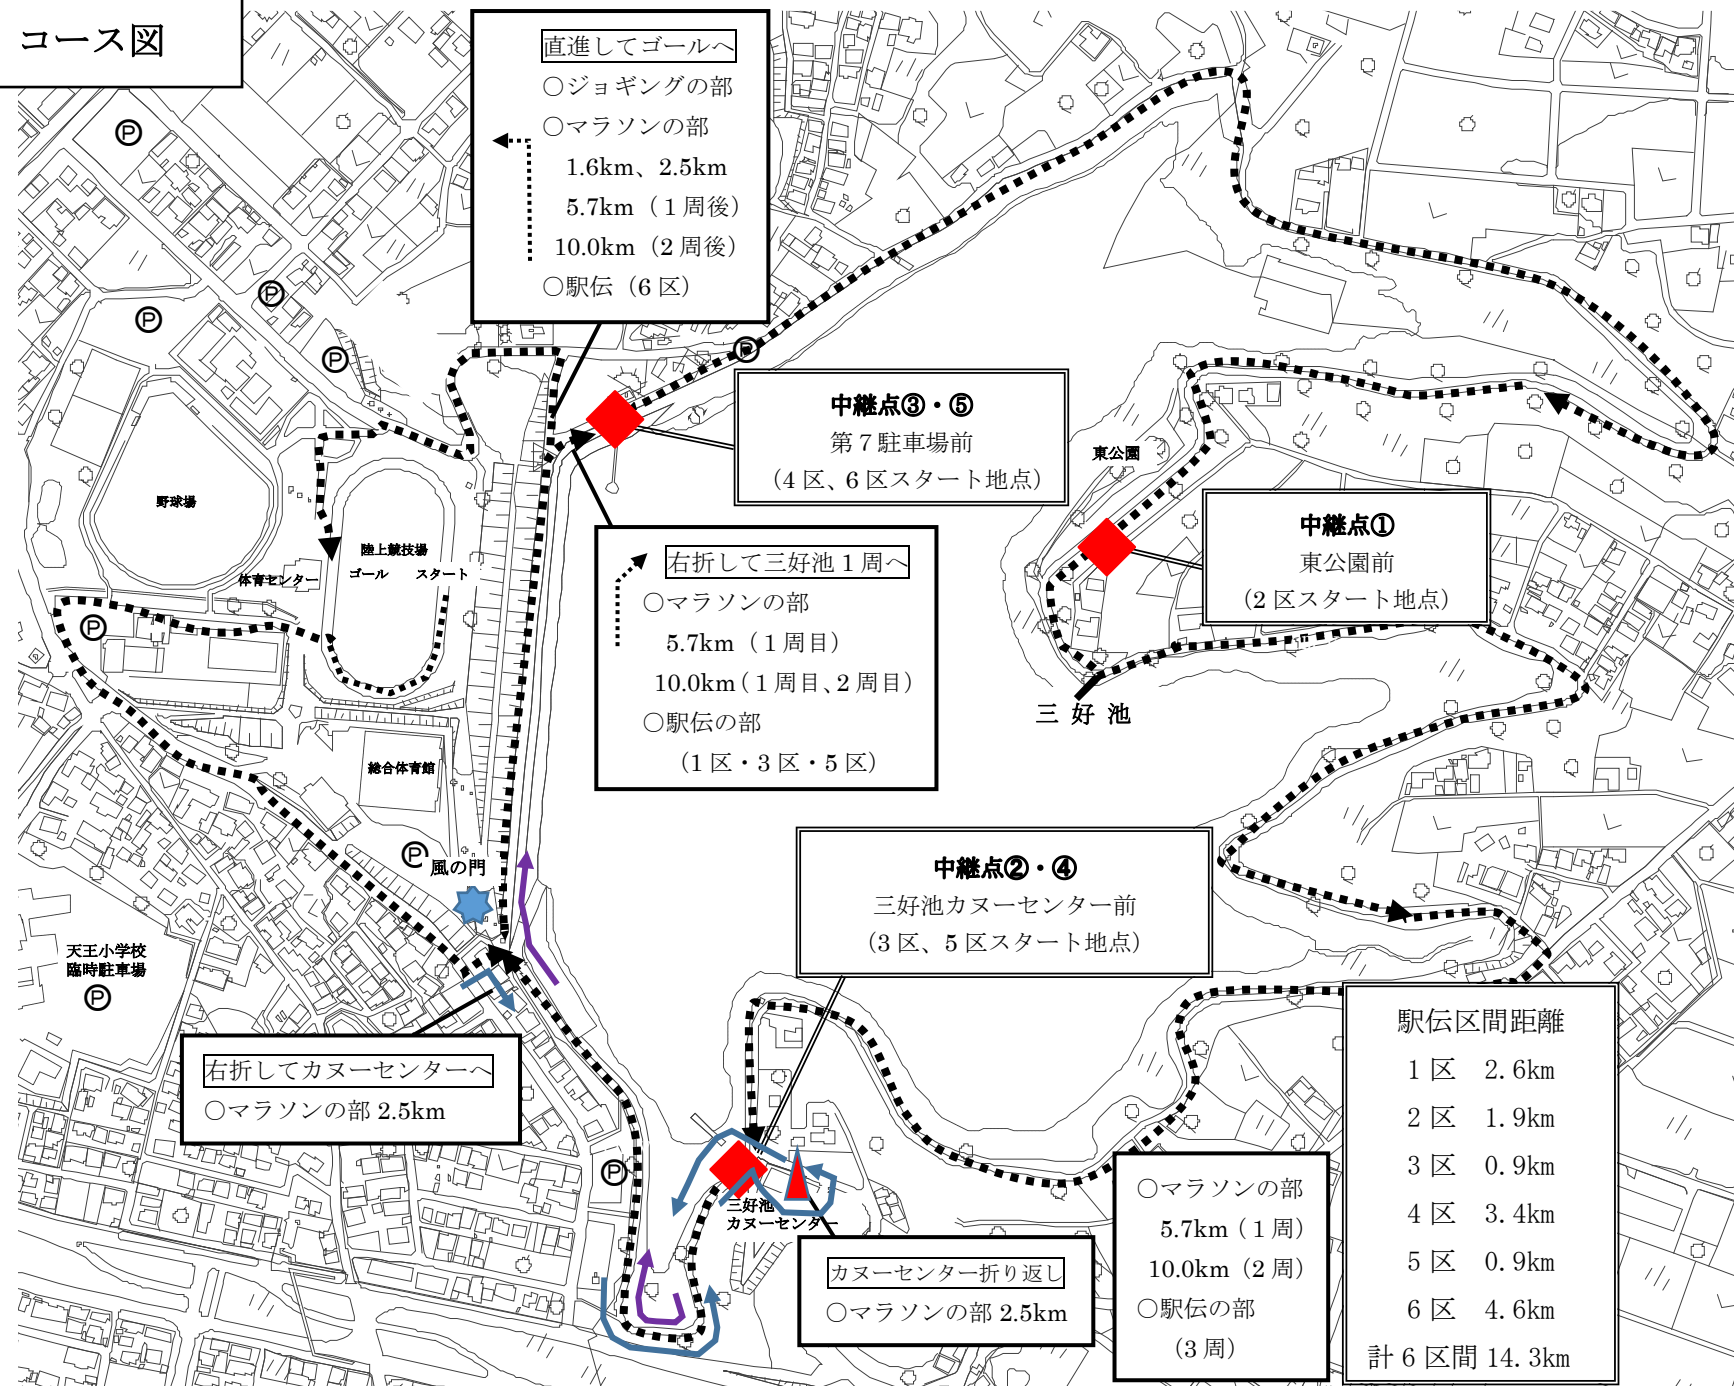 コース図
直進してゴールへ
○ジョギングの部
○マラソンの部
1.6km、2.5km
5.7km（1周後）
10.0km（2周後）
○駅伝（6区）
Ⓟ
Ⓟ
Ⓟ
Ⓟ
Ⓟ
中継点③・⑤
第7駐車場前
（4区、6区スタート地点）
東公園
中継点①
東公園前
（2区スタート地点）
野球場
陸上競技場
ゴール　スタート
体育センター
右折して三好池1周へ
○マラソンの部
5.7km（1周目）
10.0km（1周目、2周目）
○駅伝の部
（1区・3区・5区）
Ⓟ
三好池
総合体育館
Ⓟ
風の門
中継点②・④
三好池カヌーセンター前
（3区、5区スタート地点）
天王小学校
臨時駐車場
Ⓟ
右折してカヌーセンターへ
○マラソンの部 2.5km
Ⓟ
三好池
カヌーセンター
カヌーセンター折り返し
○マラソンの部 2.5km
○マラソンの部
5.7km（1周）
10.0km（2周）
○駅伝の部
（3周）
駅伝区間距離
1区　2.6km
2区　1.9km
3区　0.9km
4区　3.4km
5区　0.9km
6区　4.6km
計6区間 14.3km